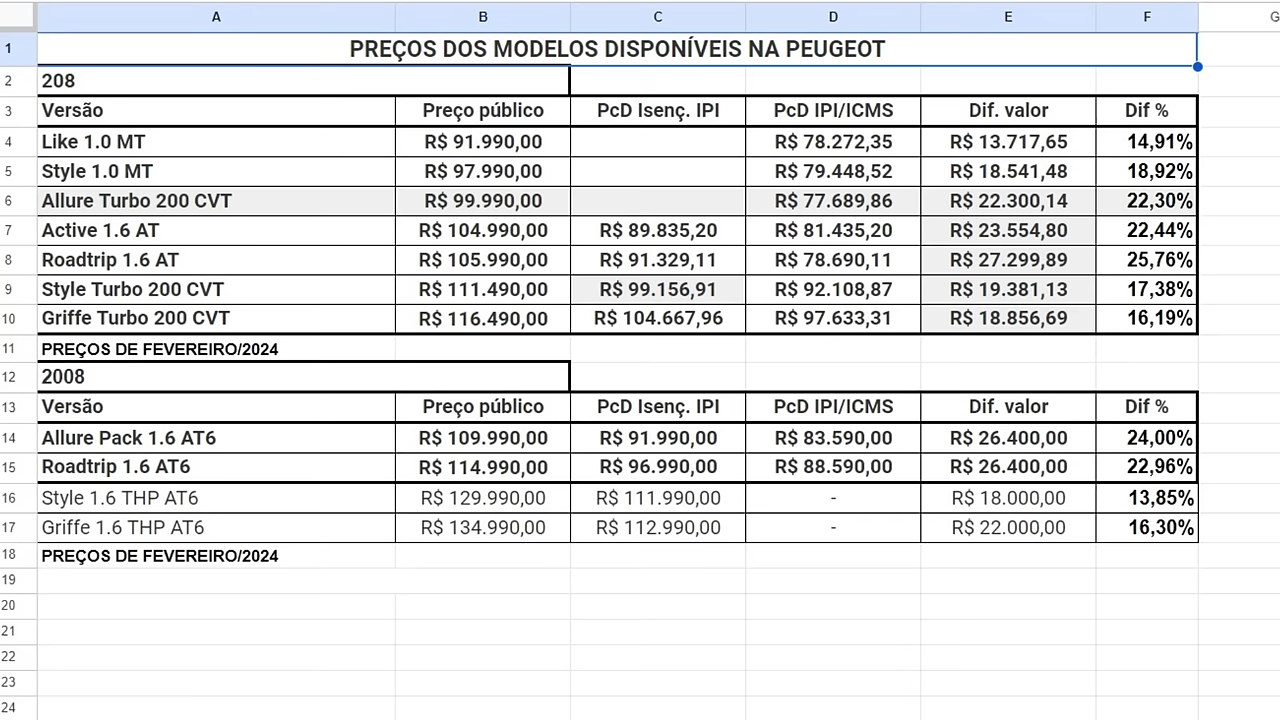 A B C D E F G
1 PREÇOS DOS MODELOS DISPONÍVEIS NA PEUGEOT
2 208
3 Versão Preço público PcD Isenç. IPI PcD IPI/ICMS Dif. valor Dif %
4 Like 1.0 MT R$ 91.990,00 R$ 78.272,35 R$ 13.717,65 14,91%
5 Style 1.0 MT R$ 97.990,00 R$ 79.448,52 R$ 18.541,48 18,92%
6 Allure Turbo 200 CVT R$ 99.990,00 R$ 77.689,86 R$ 22.300,14 22,30%
7 Active 1.6 AT R$ 104.990,00 R$ 89.835,20 R$ 81.435,20 R$ 23.554,80 22,44%
8 Roadtrip 1.6 AT R$ 105.990,00 R$ 91.329,11 R$ 78.690,11 R$ 27.299,89 25,76%
9 Style Turbo 200 CVT R$ 111.490,00 R$ 99.156,91 R$ 92.108,87 R$ 19.381,13 17,38%
10 Griffe Turbo 200 CVT R$ 116.490,00 R$ 104.667,96 R$ 97.633,31 R$ 18.856,69 16,19%
11 PREÇOS DE FEVEREIRO/2024
12 2008
13 Versão Preço público PcD Isenç. IPI PcD IPI/ICMS Dif. valor Dif %
14 Allure Pack 1.6 AT6 R$ 109.990,00 R$ 91.990,00 R$ 83.590,00 R$ 26.400,00 24,00%
15 Roadtrip 1.6 AT6 R$ 114.990,00 R$ 96.990,00 R$ 88.590,00 R$ 26.400,00 22,96%
16 Style 1.6 THP AT6 R$ 129.990,00 R$ 111.990,00 - R$ 18.000,00 13,85%
17 Griffe 1.6 THP AT6 R$ 134.990,00 R$ 112.990,00 - R$ 22.000,00 16,30%
18 PREÇOS DE FEVEREIRO/2024
19
20
21
22
23
24